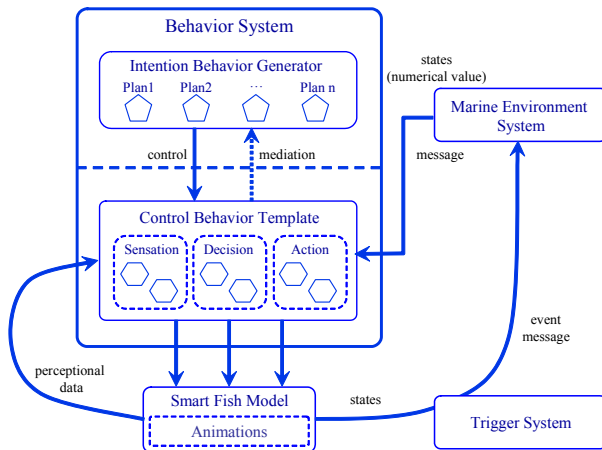 Behavior System
Intention Behavior Generator
Plan1 Plan2 ... Plan n
states
(numerical value)
Marine Environment
System
control
mediation
message
Control Behavior Template
Sensation
Decision
Action
event
message
perceptional
data
Smart Fish Model
Animations
states
Trigger System